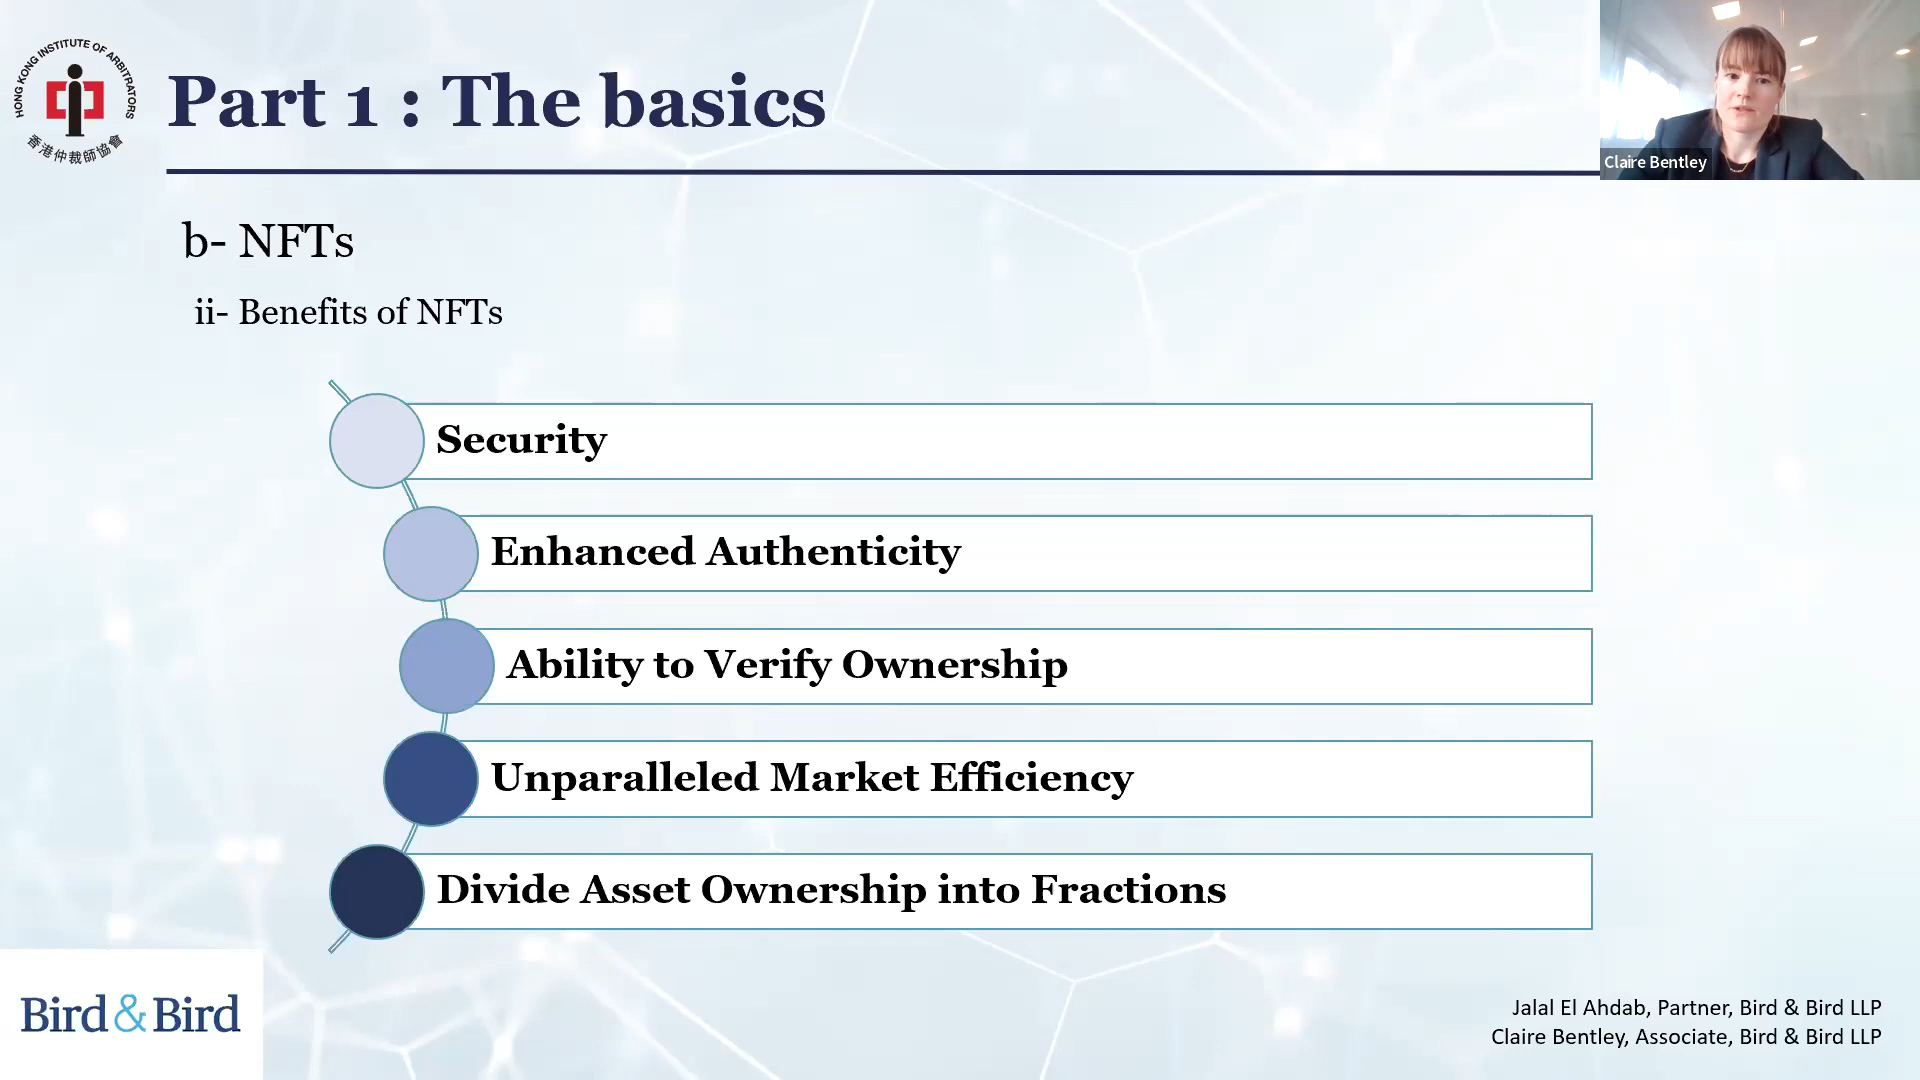 HONG KONG INSTITUTE OF ARBITRATORS
香港仲裁師協會
Part 1 : The basics
Claire Bentley
b- NFTs
ii- Benefits of NFTs
Security
Enhanced Authenticity
Ability to Verify Ownership
Unparalleled Market Efficiency
Divide Asset Ownership into Fractions
Bird & Bird
Jalal El Ahdab, Partner, Bird & Bird LLP
Claire Bentley, Associate, Bird & Bird LLP